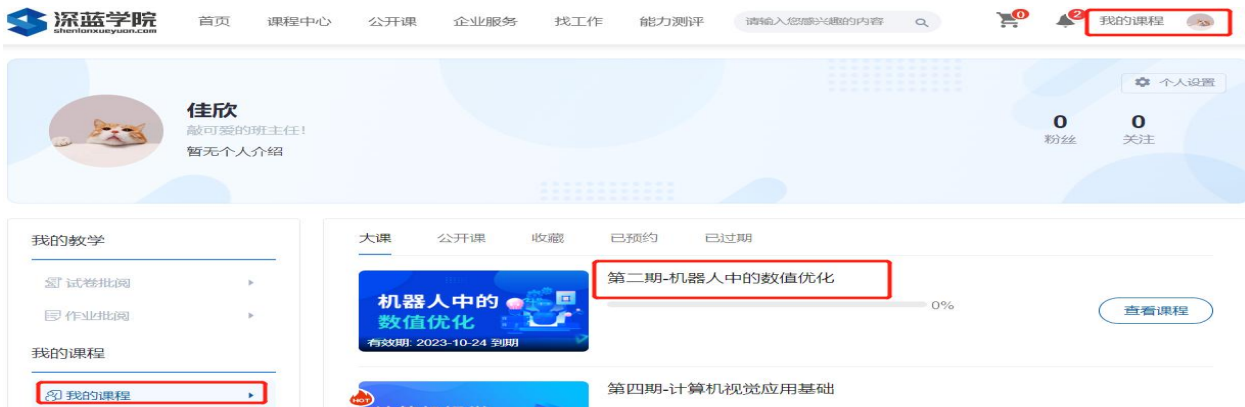 深蓝学院
shenlanxueyuan.com
首页 课程中心 公开课 企业服务 找工作 能力测评 请输入您感兴趣的内容 0 2 我的课程
个人设置
佳欣
敲可爱的班主任!
暂无个人介绍
0 0
粉丝 关注
我的教学
试卷批阅
作业批阅
我的课程
我的课程
大课 公开课 收藏 已预约 已过期
机器人中的
数值优化
有效期: 2023-10-24 到期
第二期-机器人中的数值优化
0%
查看课程
HOT
第四期-计算机视觉应用基础